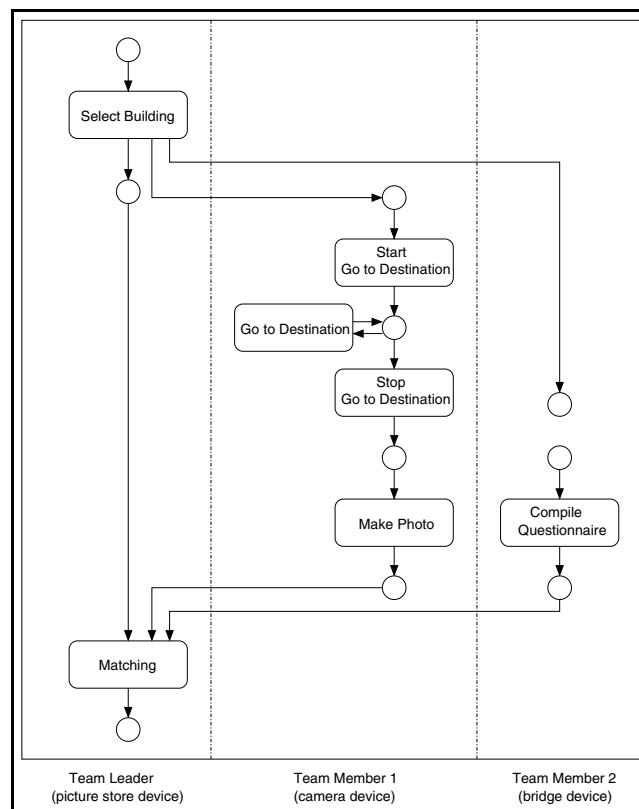 Select Building
Start
Go to Destination
Go to Destination
Stop
Go to Destination
Make Photo
Compile
Questionnaire
Matching
Team Leader
(picture store device)
Team Member 1
(camera device)
Team Member 2
(bridge device)